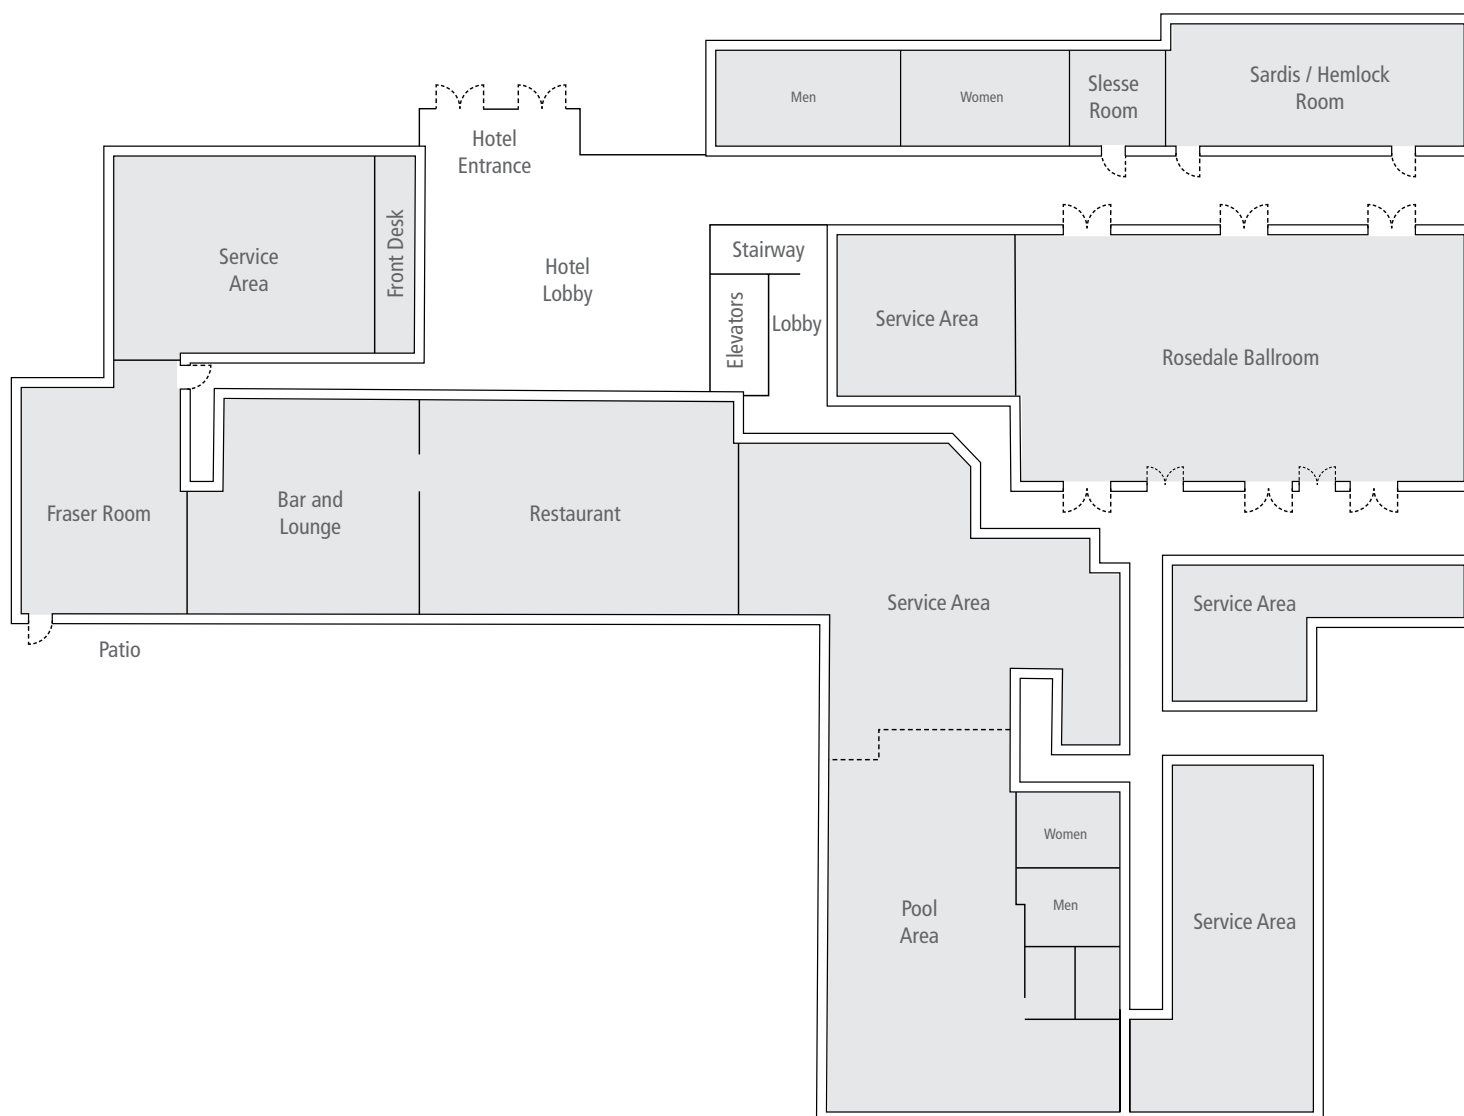 Men
Women
Slesse
Room
Sardis / Hemlock
Room
Hotel
Entrance
Service
Area
Front Desk
Hotel
Lobby
Stairway
Elevators
Lobby
Service Area
Rosedale Ballroom
Fraser Room
Bar and
Lounge
Restaurant
Service Area
Service Area
Patio
Women
Men
Pool
Area
Service Area